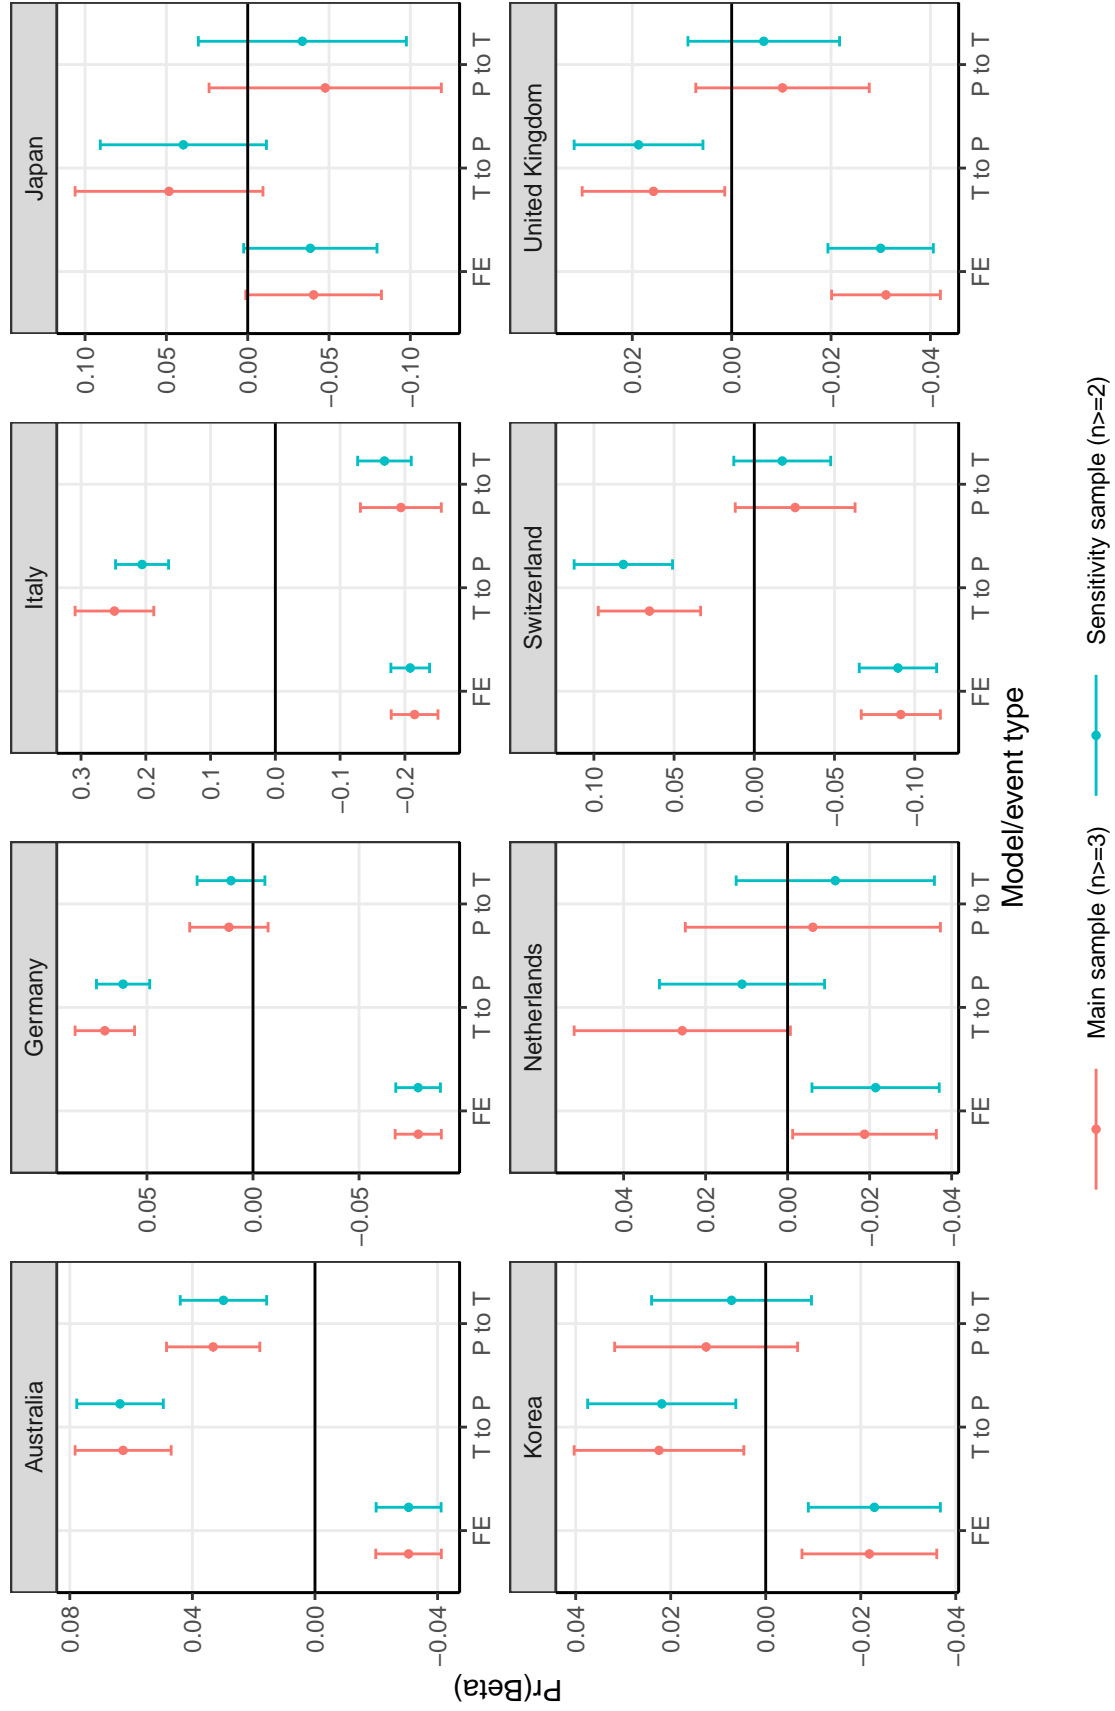 Australia
Germany
Italy
Japan
0.08
0.04
0.00
−0.04
FE
T to P
P to T
0.05
0.00
−0.05
FE
T to P
P to T
0.3
0.2
0.1
0.0
−0.1
−0.2
FE
T to P
P to T
0.10
0.05
0.00
−0.05
−0.10
FE
T to P
P to T
Korea
Netherlands
Switzerland
United Kingdom
0.04
0.02
0.00
−0.02
−0.04
FE
T to P
P to T
0.04
0.02
0.00
−0.02
−0.04
FE
T to P
P to T
0.10
0.05
0.00
−0.05
−0.10
FE
T to P
P to T
0.02
0.00
−0.02
−0.04
FE
T to P
P to T
Pr(Beta)
Model/event type
Main sample (n>=3)
Sensitivity sample (n>=2)